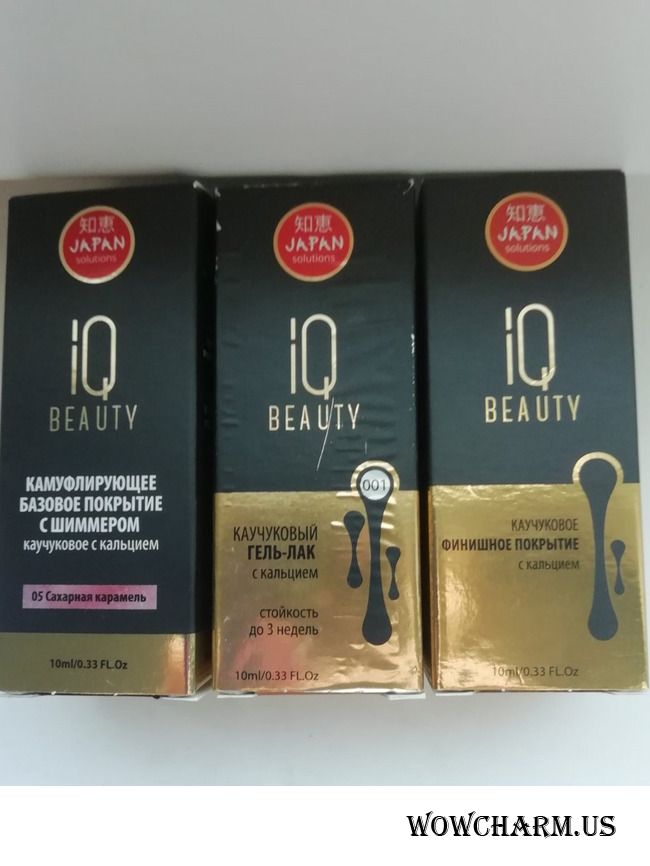 知恵
JAPAN
solutions
iQ
BEAUTY
КАМУФЛИРУЮЩЕЕ
БАЗОВОЕ ПОКРЫТИЕ
С ШИММЕРОМ
каучуковое с кальцием
05 Сахарная карамель
10ml/0.33 FL.Oz
知恵
JAPAN
solutions
iQ
BEAUTY
001
КАУЧУКОВЫЙ
ГЕЛЬ-ЛАК
с кальцием
стойкость
до 3 недель
10ml/0.33 FL.Oz
知恵
JAPAN
solutions
iQ
BEAUTY
КАУЧУКОВОЕ
ФИНИШНОЕ ПОКРЫТИЕ
с кальцием
10ml/0.33 FL.Oz
WOWCHARM.US